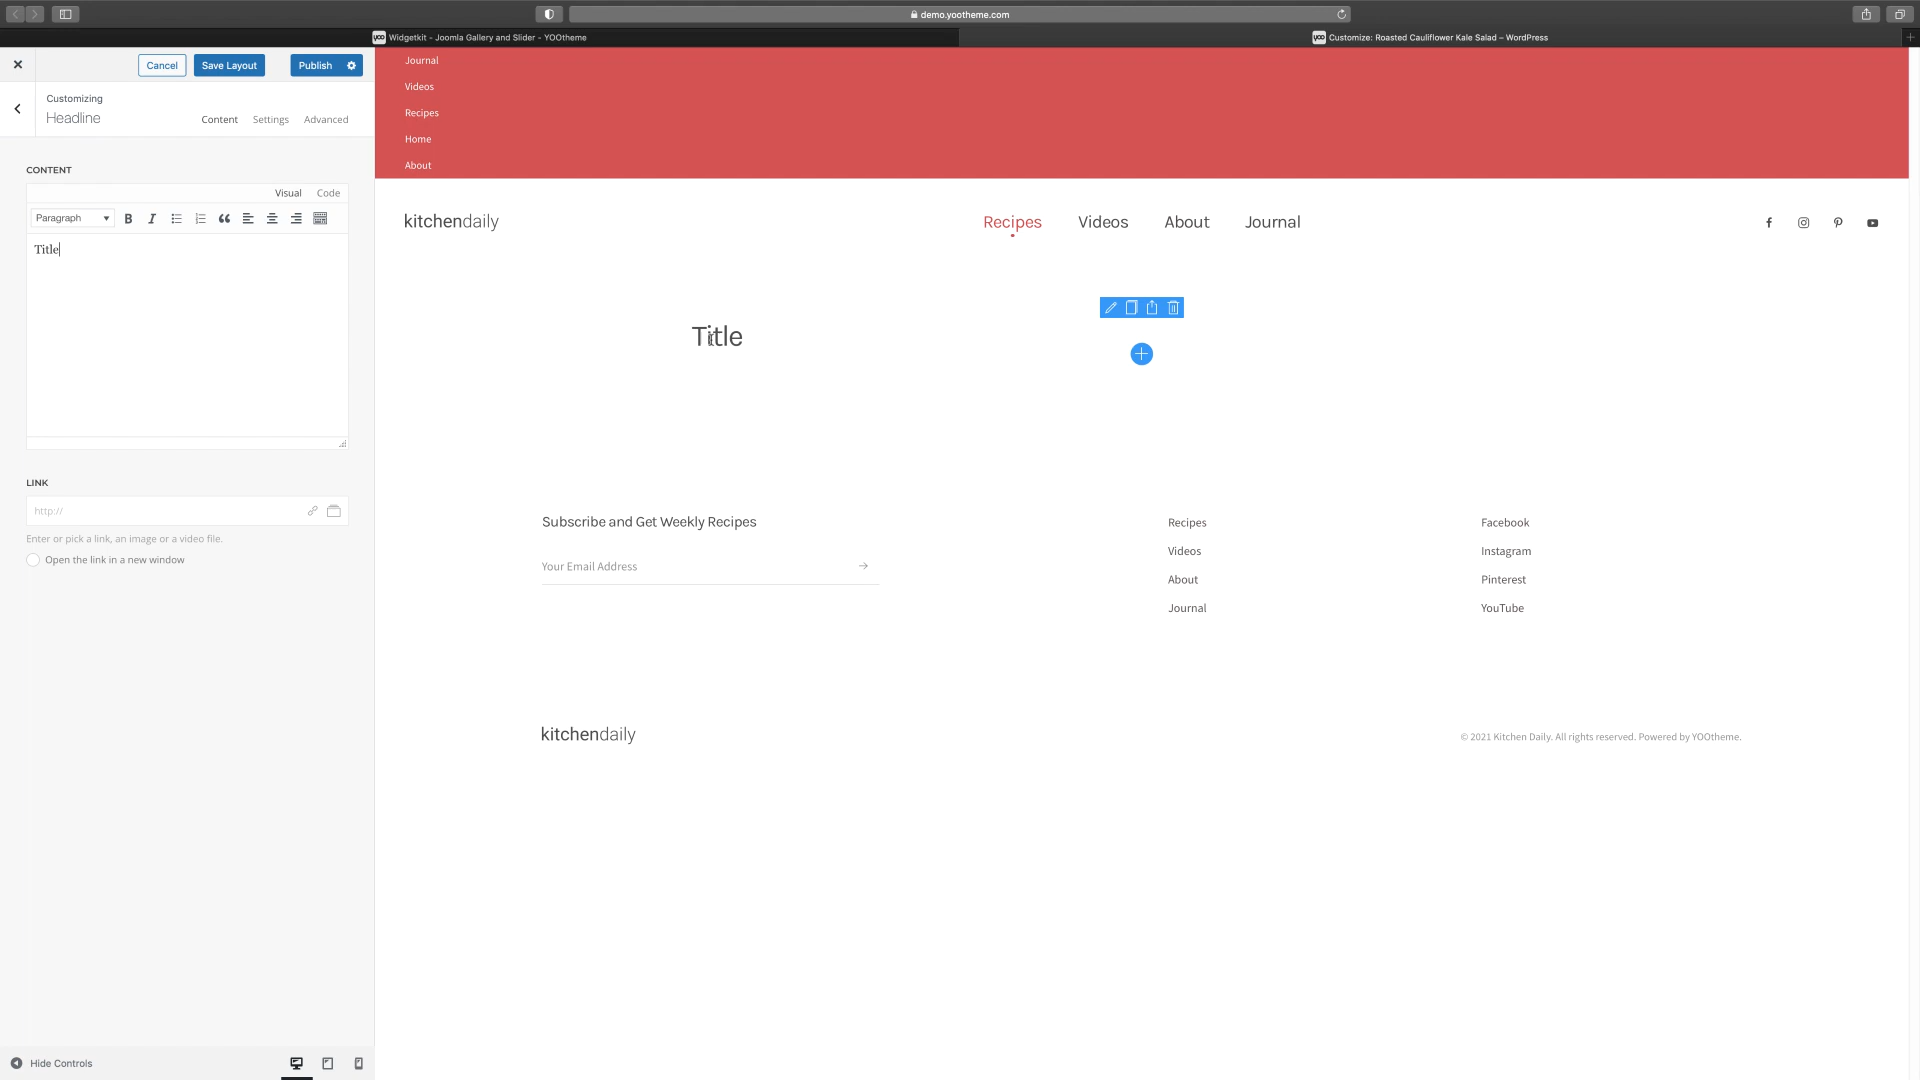 demo.yootheme.com
yoo Widgetkit - Joomla Gallery and Slider - YOOtheme
yoo Customize: Roasted Cauliflower Kale Salad – WordPress
Cancel
Save Layout
Publish
Customizing
Headline
Content
Settings
Advanced
CONTENT
Visual
Code
Paragraph
Title
LINK
http://
Enter or pick a link, an image or a video file.
Open the link in a new window
Hide Controls
Journal
Videos
Recipes
Home
About
kitchendaily
Recipes
Videos
About
Journal
Title
Subscribe and Get Weekly Recipes
Your Email Address
Recipes
Videos
About
Journal
Facebook
Instagram
Pinterest
YouTube
kitchendaily
© 2021 Kitchen Daily. All rights reserved. Powered by YOOtheme.